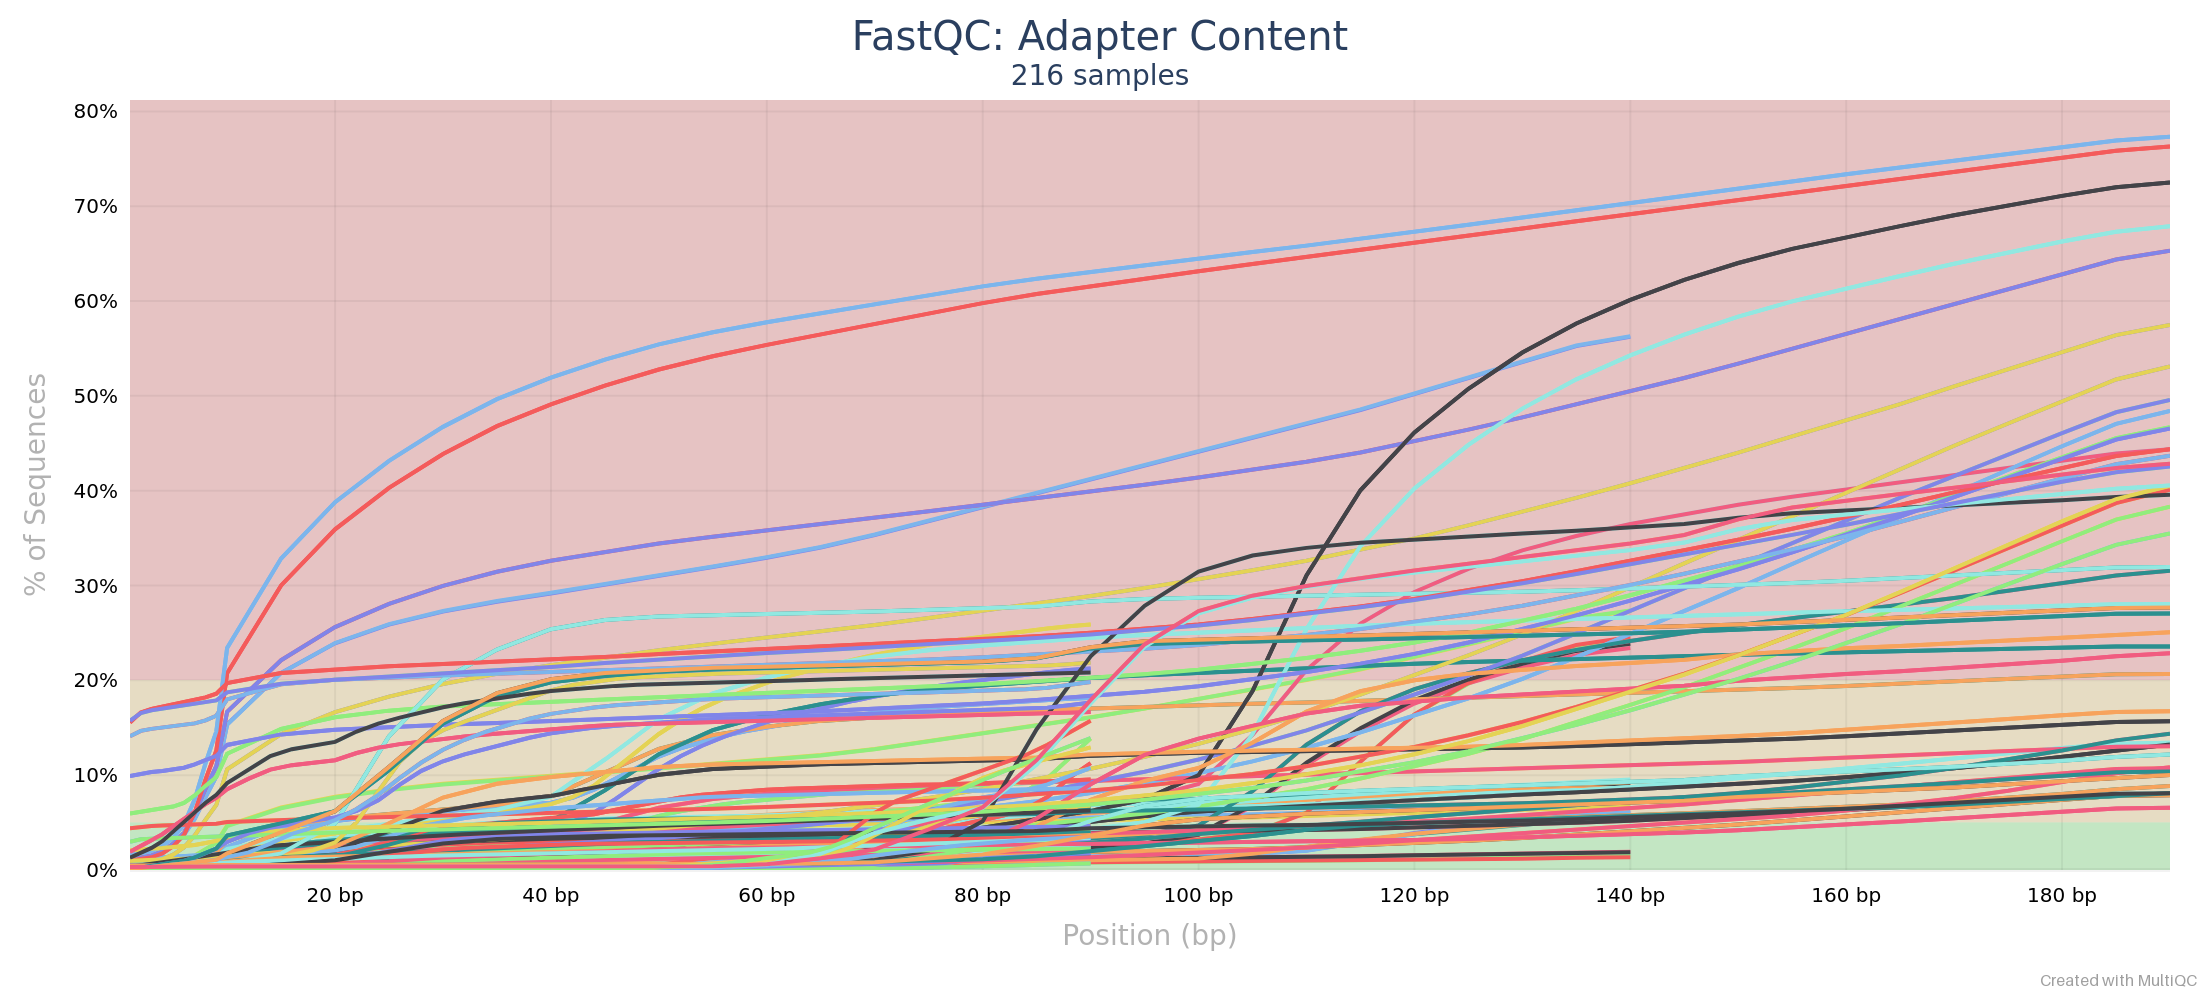 FastQC: Adapter Content
216 samples
80%
70%
60%
50%
40%
30%
20%
10%
0%
% of Sequences
20 bp
40 bp
60 bp
80 bp
100 bp
120 bp
140 bp
160 bp
180 bp
Position (bp)
Created with MultiQC